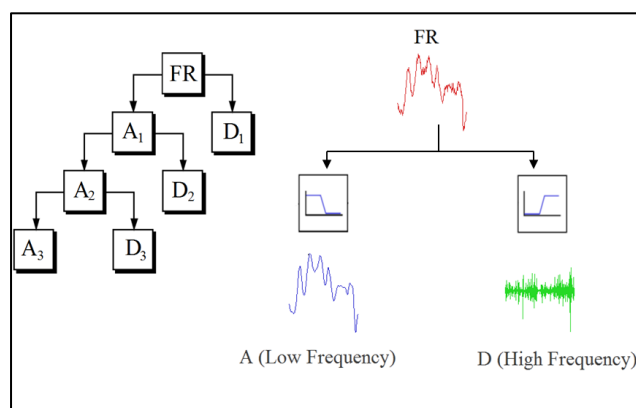 FR
A₁
D₁
A₂
D₂
A₃
D₃
FR
A (Low Frequency)
D (High Frequency)